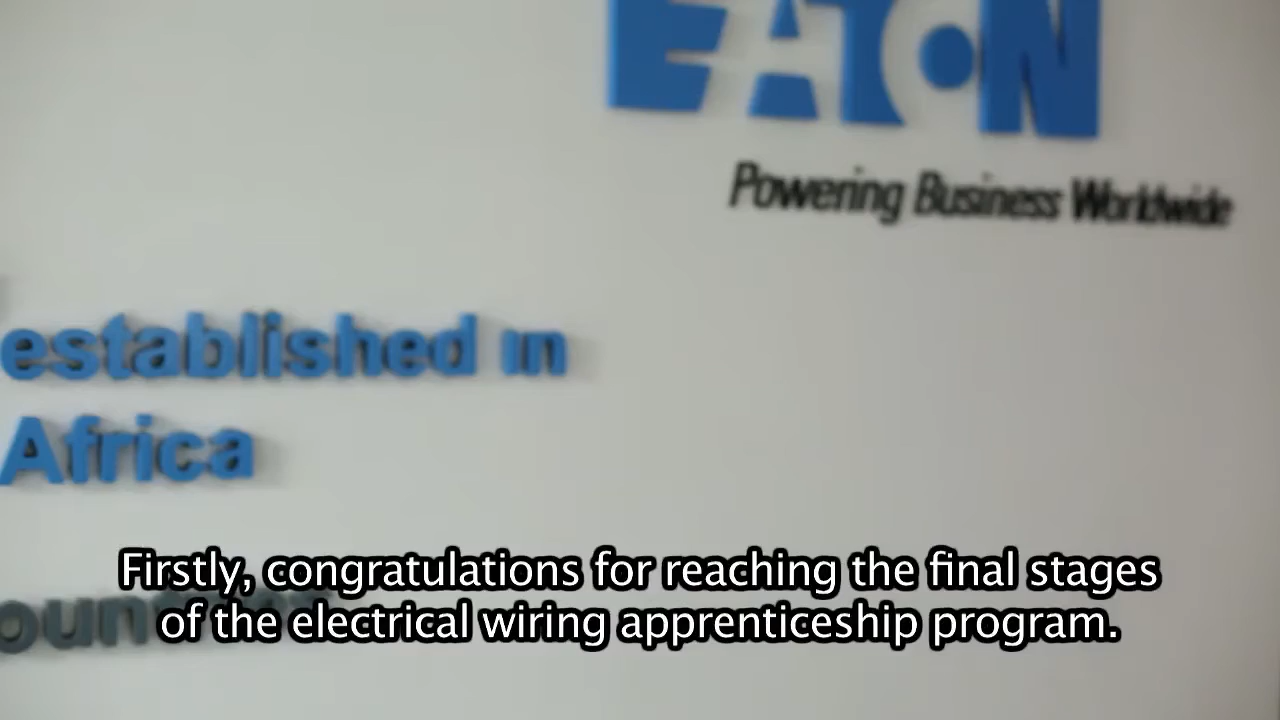 EATON
Powering Business Worldwide
established in
Africa
Firstly, congratulations for reaching the final stages
of the electrical wiring apprenticeship program.